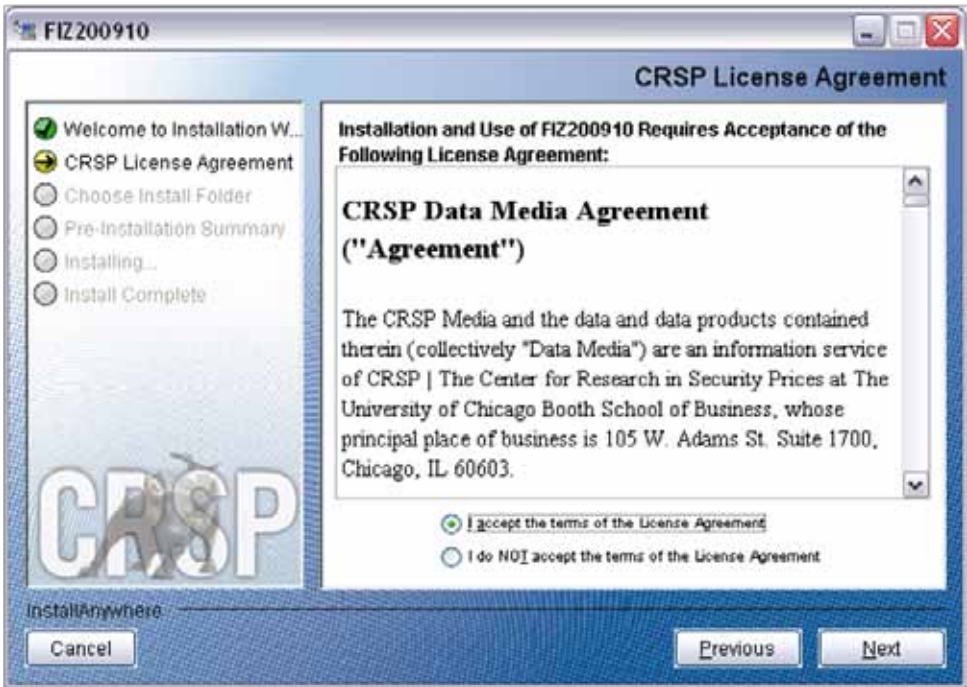 FIZ200910
CRSP License Agreement
Welcome to Installation W...
CRSP License Agreement
Choose Install Folder
Pre-Installation Summary
Installing...
Install Complete
CRSP
Installation and Use of FIZ200910 Requires Acceptance of the
Following License Agreement:
CRSP Data Media Agreement
("Agreement")
The CRSP Media and the data and data products contained
therein (collectively "Data Media") are an information service
of CRSP | The Center for Research in Security Prices at The
University of Chicago Booth School of Business, whose
principal place of business is 105 W. Adams St. Suite 1700,
Chicago, IL 60603.
I accept the terms of the License Agreement
I do NOT accept the terms of the License Agreement
InstallAnywhere
Cancel
Previous
Next